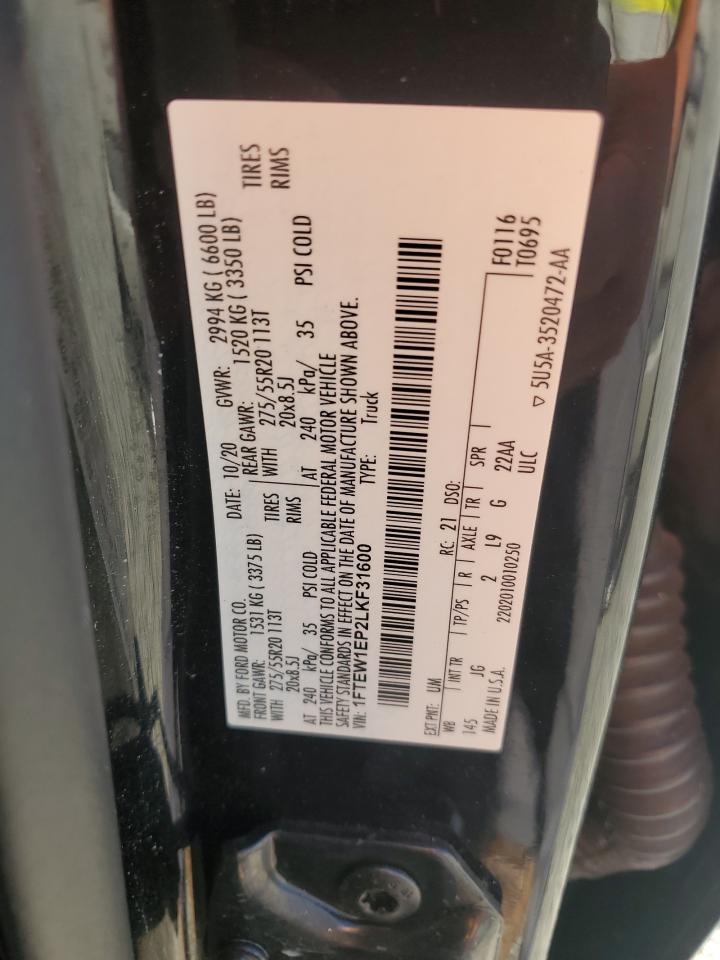 MFD. BY FORD MOTOR CO. DATE: 10/20 GVWR: 2994 KG ( 6600 LB)
FRONT GAWR: 1531 KG (3375 LB) REAR GAWR: 1520 KG ( 3350 LB)
WITH 275/55R20 113T TIRES WITH 275/55R20 113T TIRES
20x8.5J RIMS 20x8.5J RIMS
AT 240 kPa/ 35 PSI COLD AT 240 kPa/ 35 PSI COLD
THIS VEHICLE CONFORMS TO ALL APPLICABLE FEDERAL MOTOR VEHICLE
SAFETY STANDARDS IN EFFECT ON THE DATE OF MANUFACTURE SHOWN ABOVE.
VIN: 1FTEW1EP2LKF31600 TYPE: Truck
EXT PNT: UM RC: 21 DSO: F0116
WB INT TR TP/PS R AXLE TR SPR T0695
145 JG 2 L9 G 22AA
MADE IN U.S.A. 2202010010250 ULC ▽ 5U5A-3520472-AA